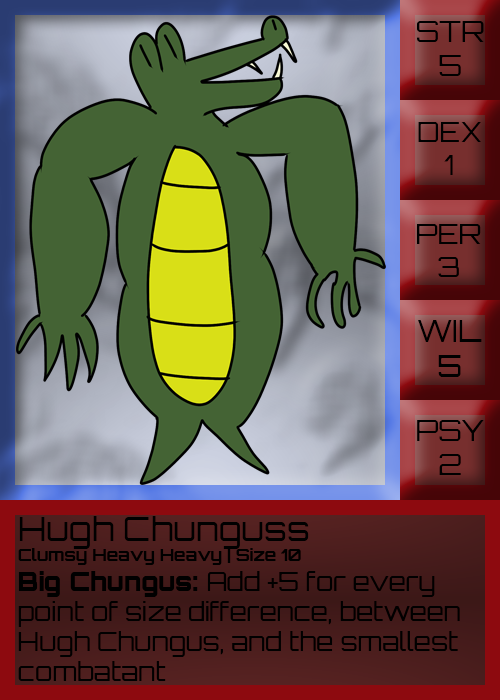 STR
5
DEX
1
PER
3
WIL
5
PSY
2
Hugh Chunguss
Clumsy Heavy Heavy | Size 10
Big Chungus: Add +5 for every
point of size difference, between
Hugh Chungus, and the smallest
combatant